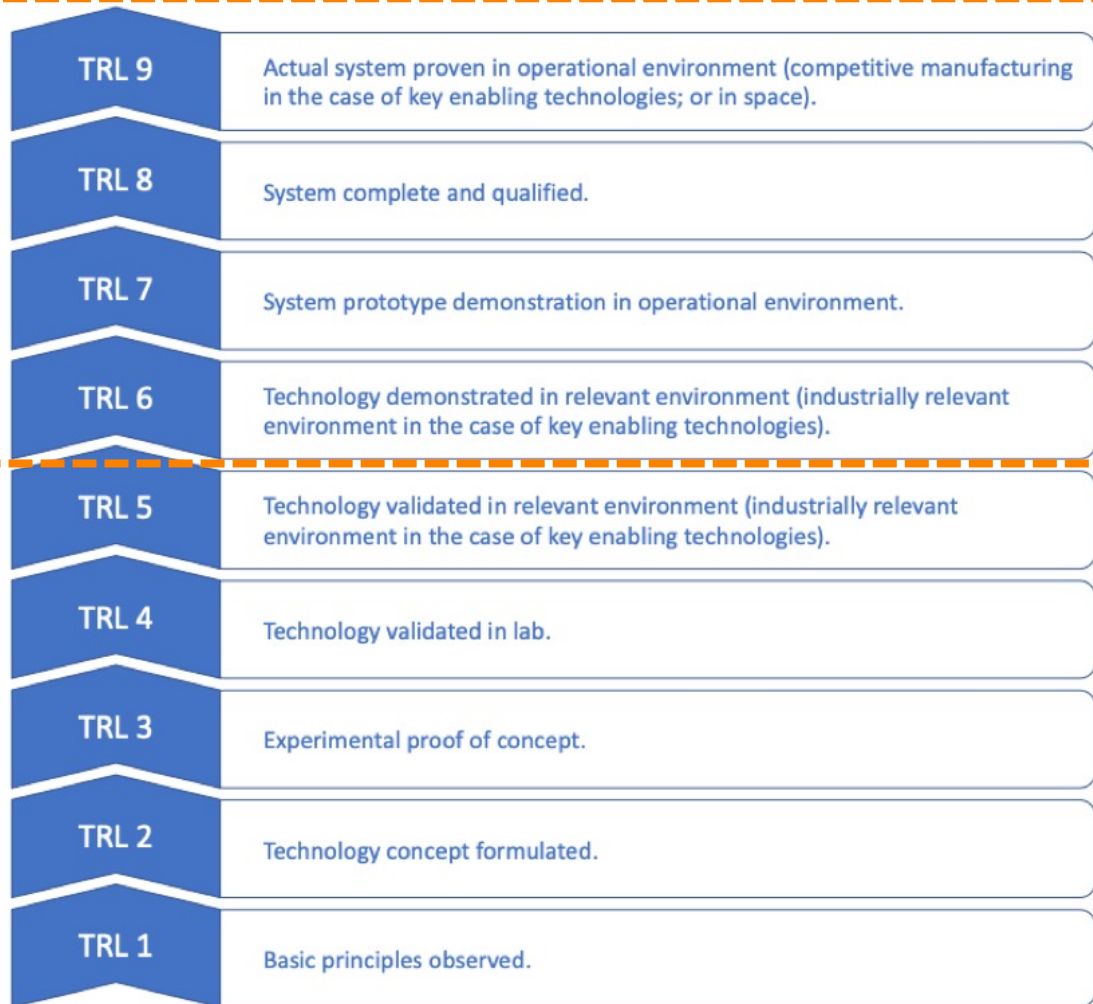 TRL 9
Actual system proven in operational environment (competitive manufacturing
in the case of key enabling technologies; or in space).
TRL 8
System complete and qualified.
TRL 7
System prototype demonstration in operational environment.
TRL 6
Technology demonstrated in relevant environment (industrially relevant
environment in the case of key enabling technologies).
TRL 5
Technology validated in relevant environment (industrially relevant
environment in the case of key enabling technologies).
TRL 4
Technology validated in lab.
TRL 3
Experimental proof of concept.
TRL 2
Technology concept formulated.
TRL 1
Basic principles observed.